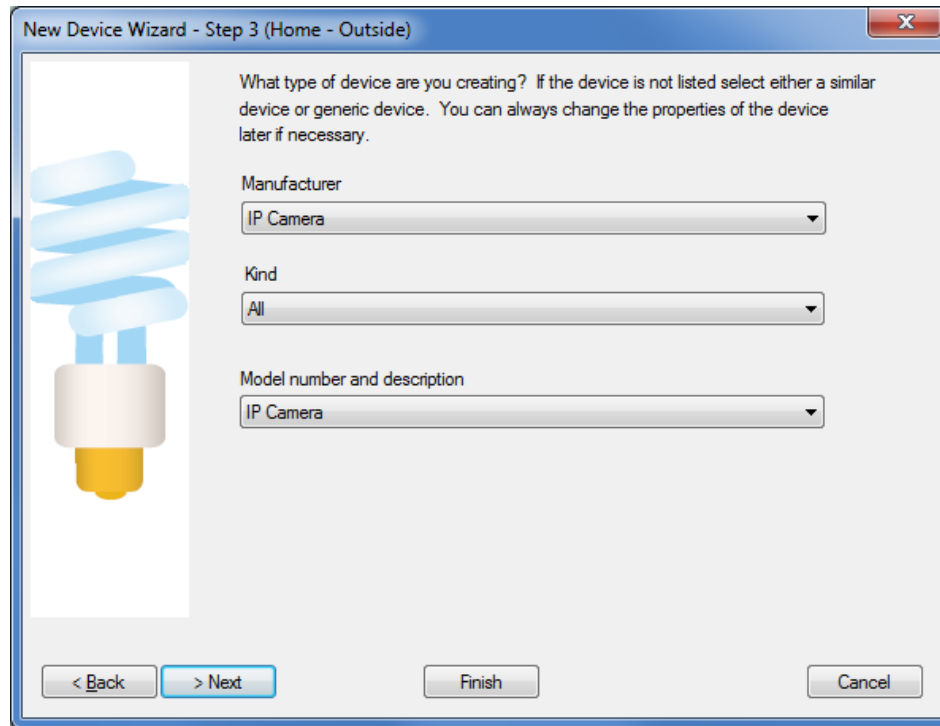 New Device Wizard - Step 3 (Home - Outside)
What type of device are you creating?  If the device is not listed select either a similar
device or generic device.  You can always change the properties of the device
later if necessary.
Manufacturer
IP Camera
Kind
All
Model number and description
IP Camera
< Back
> Next
Finish
Cancel